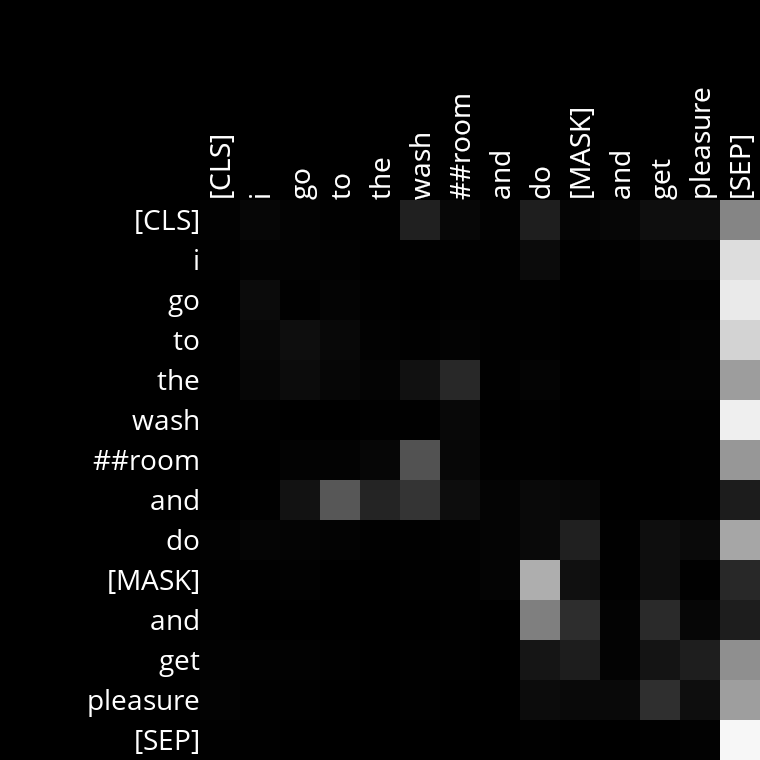 [CLS]
i
go
to
the
wash
##room
and
do
[MASK]
and
get
pleasure
[SEP]
[CLS]
i
go
to
the
wash
##room
and
do
[MASK]
and
get
pleasure
[SEP]